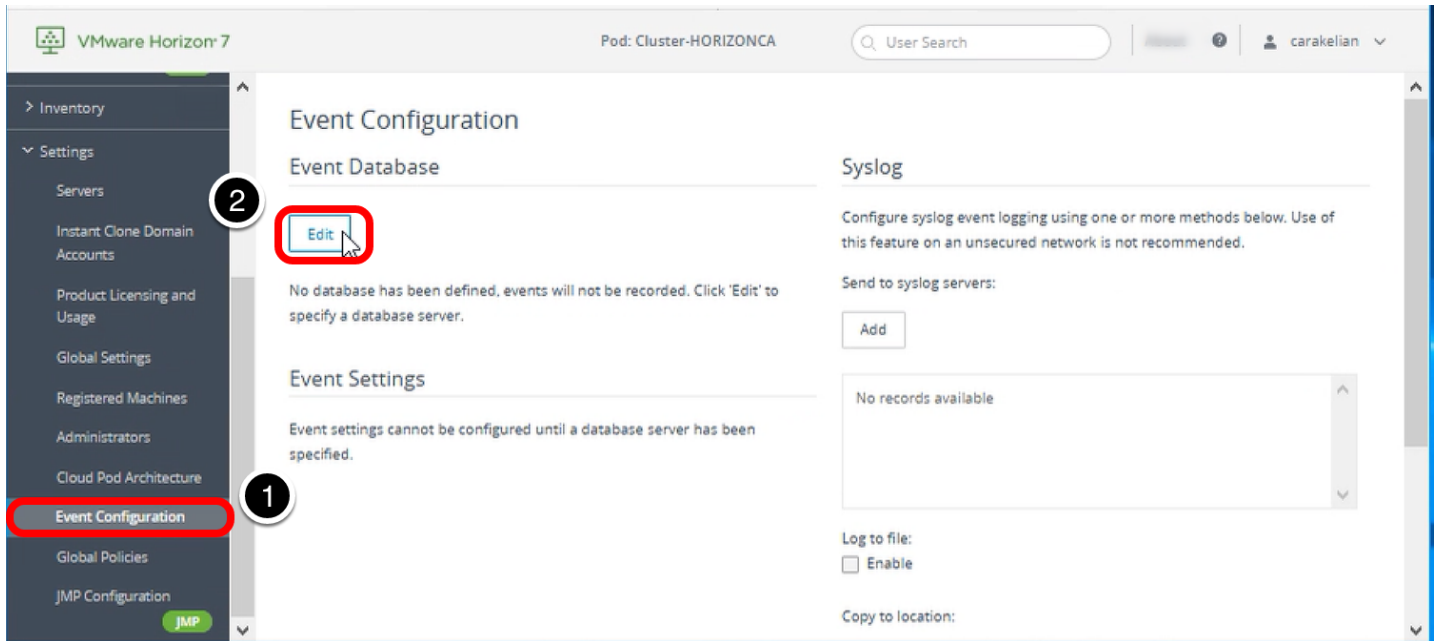 VMware Horizon 7
Pod: Cluster-HORIZONCA
User Search
carakelian
Inventory
Settings
Servers
Instant Clone Domain
Accounts
Product Licensing and
Usage
Global Settings
Registered Machines
Administrators
Cloud Pod Architecture
Event Configuration
Global Policies
JMP Configuration
JMP
1
2
Event Configuration
Event Database
Edit
No database has been defined, events will not be recorded. Click 'Edit' to
specify a database server.
Event Settings
Event settings cannot be configured until a database server has been
specified.
Syslog
Configure syslog event logging using one or more methods below. Use of
this feature on an unsecured network is not recommended.
Send to syslog servers:
Add
No records available
Log to file:
Enable
Copy to location: